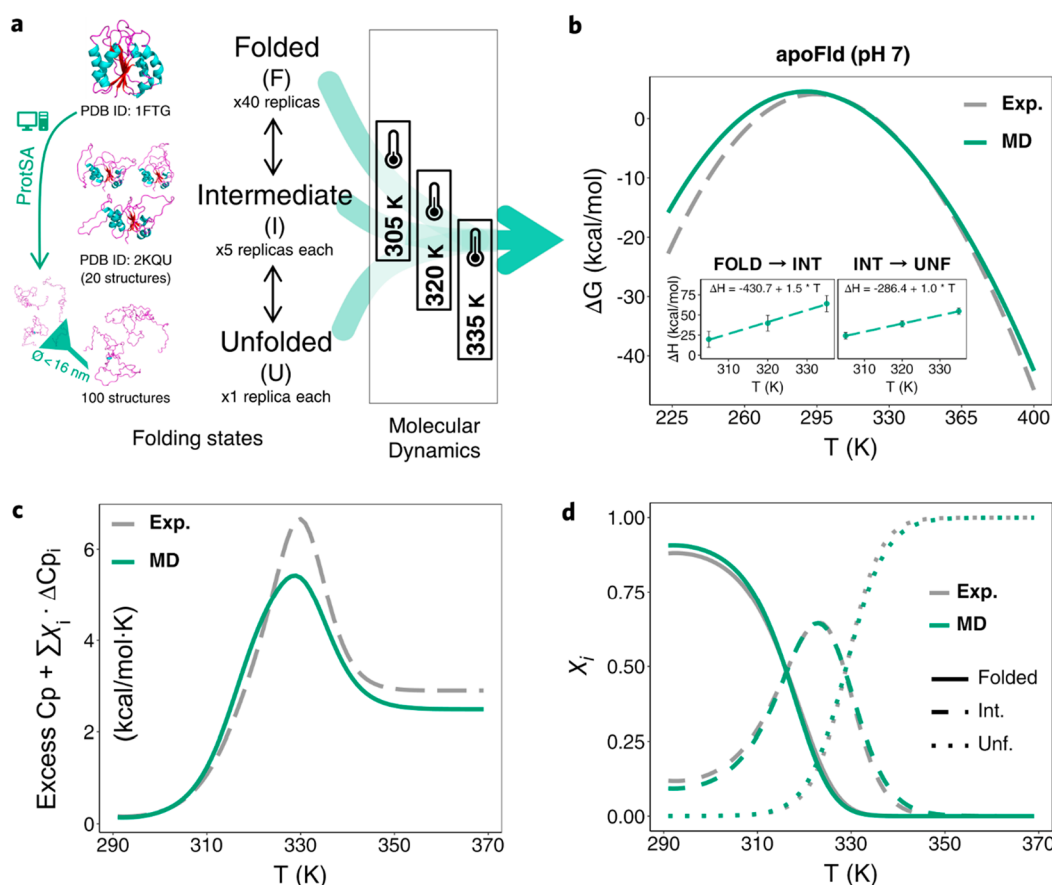 a
ProtSA
PDB ID: 1FTG
PDB ID: 2KQU
(20 structures)
Ø<16 nm
100 structures
Folded
(F)
x40 replicas
Intermediate
(I)
x5 replicas each
Unfolded
(U)
x1 replica each
Folding states
305 K
320 K
335 K
Molecular
Dynamics
b
apoFld (pH 7)
Exp.
MD
ΔG (kcal/mol)
0
-10
-20
-30
-40
FOLD → INT
INT → UNF
ΔH = -430.7 + 1.5 * T
ΔH = -286.4 + 1.0 * T
ΔH (kcal/mol)
75
50
25
0
310 320 330
310 320 330
T (K)
T (K)
225 260 295 330 365 400
T (K)
c
Exp.
MD
Excess Cp + ∑Χi · ΔCpi
(kcal/mol·K)
6
4
2
0
290 310 330 350 370
T (K)
d
Exp.
MD
Folded
Int.
Unf.
Xi
1.00
0.75
0.50
0.25
0.00
290 310 330 350 370
T (K)